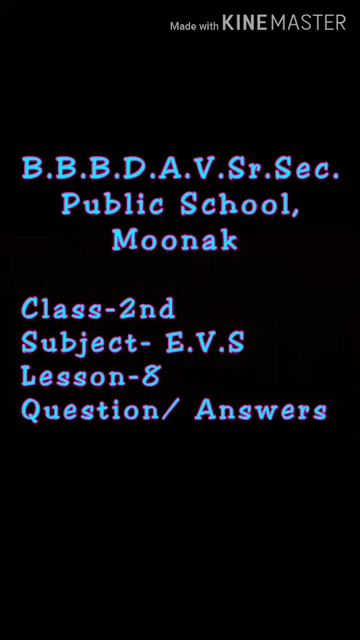 Made with KINEMASTER
B.B.B.D.A.V.Sr.Sec.
Public School,
Moonak
Class-2nd
Subject- E.V.S
Lesson-8
Question/ Answers